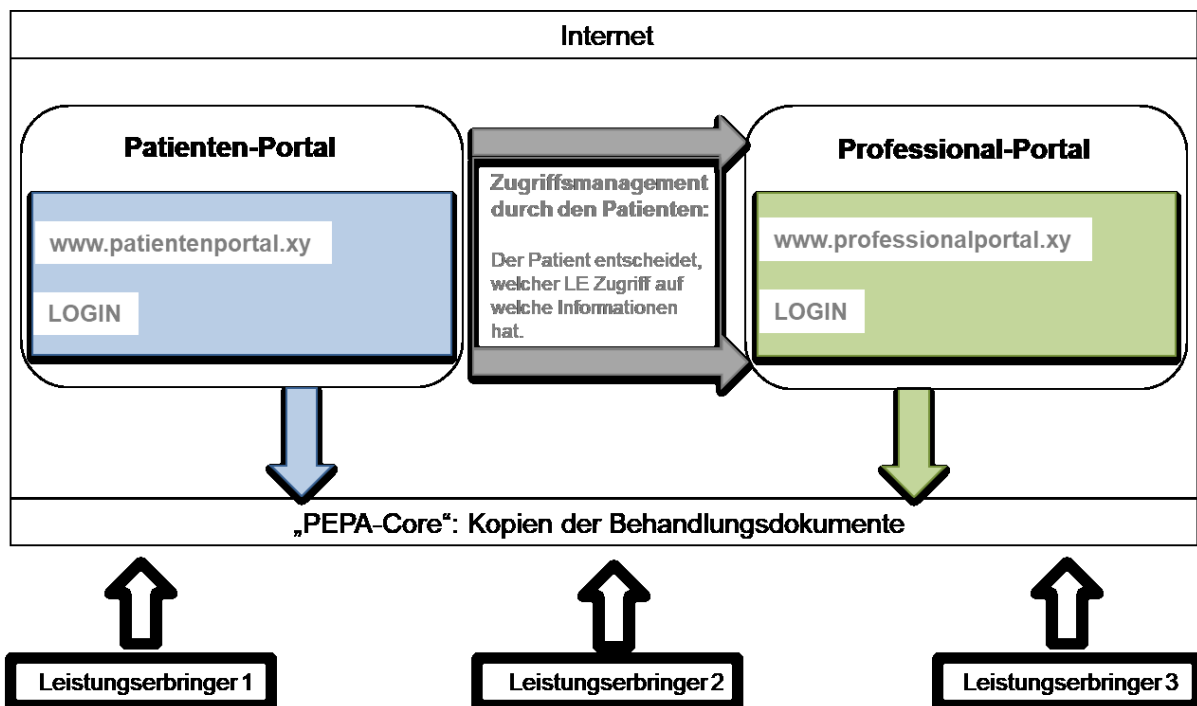 Internet
Patienten-Portal
www.patientenportal.xy
LOGIN
Zugriffsmanagement
durch den Patienten:
Der Patient entscheidet,
welcher LE Zugriff auf
welche Informationen
hat.
Professional-Portal
www.professionalportal.xy
LOGIN
„PEPA-Core“: Kopien der Behandlungsdokumente
Leistungserbringer 1
Leistungserbringer 2
Leistungserbringer 3